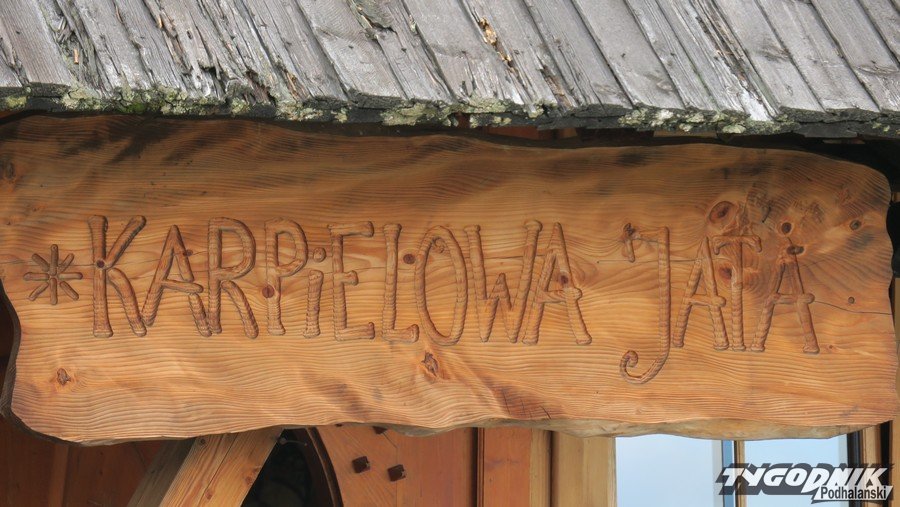 *KARPiELOWA 'JATA
TYGODNIK
Podhalański